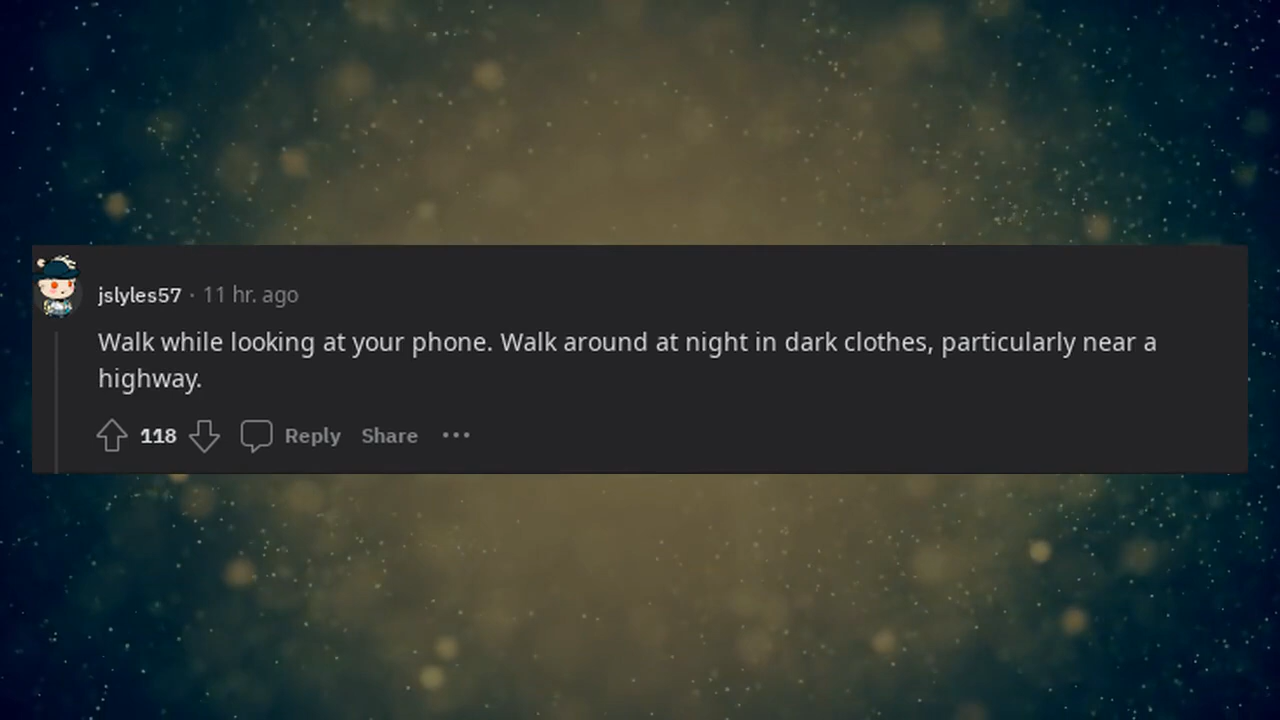 jslyles57 · 11 hr. ago
Walk while looking at your phone. Walk around at night in dark clothes, particularly near a
highway.
118 Reply Share ···